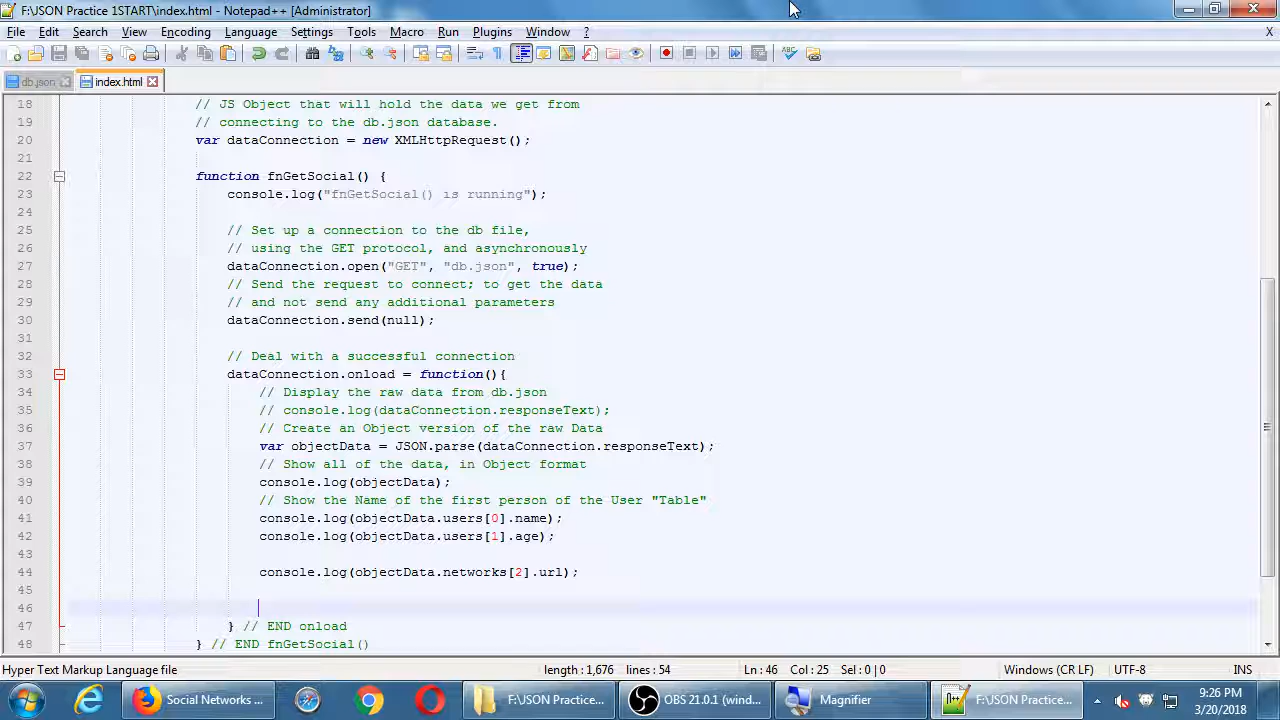 F:\JSON Practice 1START\index.html - Notepad++ [Administrator]
File Edit Search View Encoding Language Settings Tools Macro Run Plugins Window ? X
db.json index.html
18 // JS Object that will hold the data we get from
19 // connecting to the db.json database.
20 var dataConnection = new XMLHttpRequest();
21
22 function fnGetSocial() {
23 console.log("fnGetSocial() is running");
24
25 // Set up a connection to the db file,
26 // using the GET protocol, and asynchronously
27 dataConnection.open("GET", "db.json", true);
28 // Send the request to connect; to get the data
29 // and not send any additional parameters
30 dataConnection.send(null);
31
32 // Deal with a successful connection
33 dataConnection.onload = function(){
34 // Display the raw data from db.json
35 // console.log(dataConnection.responseText);
36 // Create an Object version of the raw Data
37 var objectData = JSON.parse(dataConnection.responseText);
38 // Show all of the data, in Object format
39 console.log(objectData);
40 // Show the Name of the first person of the User "Table"
41 console.log(objectData.users[0].name);
42 console.log(objectData.users[1].age);
43
44 console.log(objectData.networks[2].url);
45
46
47 } // END onload
48 } // END fnGetSocial()
Hyper Text Markup Language file length : 1,676 lines : 54 Ln : 46 Col : 25 Sel : 0 | 0 Windows (CR LF) UTF-8 INS
Social Networks ... F:\JSON Practice... OBS 21.0.1 (wind... Magnifier F:\JSON Practice... 9:26 PM
3/20/2018